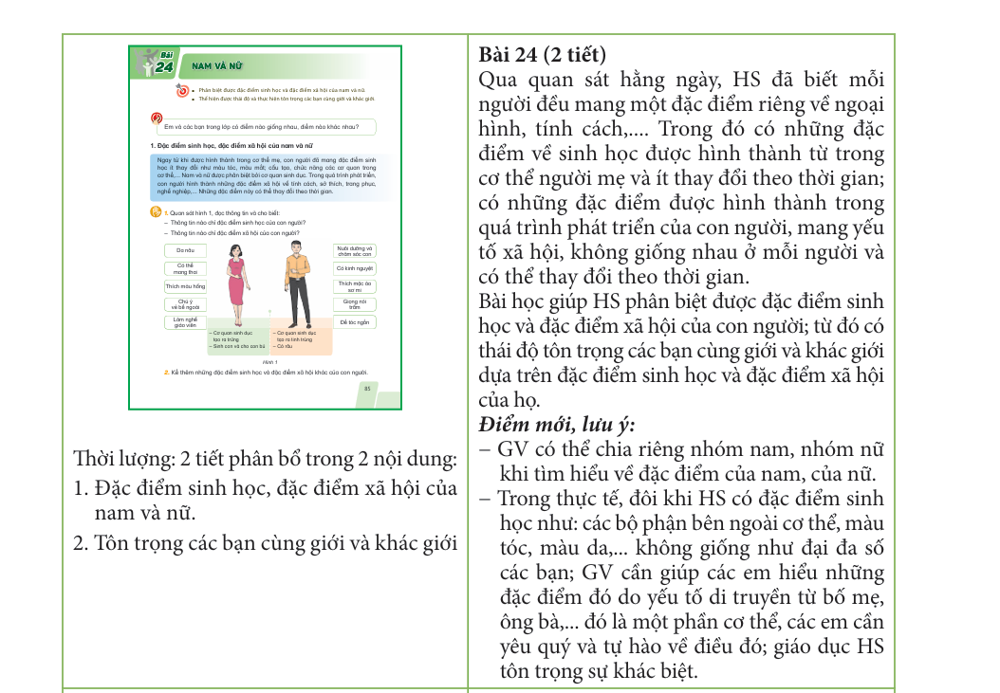 Bài
24
NAM VÀ NỮ
Phân biệt được đặc điểm sinh học và đặc điểm xã hội của nam và nữ.
Thể hiện được thái độ và thực hiện tôn trọng các bạn cùng giới và khác giới.
Em và các bạn trong lớp có điểm nào giống nhau, điểm nào khác nhau?
1. Đặc điểm sinh học, đặc điểm xã hội của nam và nữ
Ngay từ khi được hình thành trong cơ thể mẹ, con người đã mang đặc điểm sinh
học ít thay đổi như màu tóc, màu mắt; cấu tạo, chức năng các cơ quan trong
cơ thể,... Nam và nữ được phân biệt bởi cơ quan sinh dục. Trong quá trình phát triển,
con người hình thành những đặc điểm xã hội về tính cách, sở thích, trang phục,
nghề nghiệp,... Những đặc điểm này có thể thay đổi theo thời gian.
1. Quan sát hình 1, đọc thông tin và cho biết:
– Thông tin nào chỉ đặc điểm sinh học của con người?
– Thông tin nào chỉ đặc điểm xã hội của con người?
Da nâu
Có thể
mang thai
Thích màu hồng
Chú ý
vẻ bề ngoài
Làm nghề
giáo viên
Nuôi dưỡng và
chăm sóc con
Có kinh nguyệt
Thích mặc áo
sơ mi
Giọng nói
trầm
Để tóc ngắn
– Cơ quan sinh dục
tạo ra trứng
– Sinh con và cho con bú
– Cơ quan sinh dục
tạo ra tinh trùng
– Có râu
Hình 1
2. Kể thêm những đặc điểm sinh học và đặc điểm xã hội khác của con người.
85
Thời lượng: 2 tiết phân bổ trong 2 nội dung:
1. Đặc điểm sinh học, đặc điểm xã hội của
nam và nữ.
2. Tôn trọng các bạn cùng giới và khác giới
Bài 24 (2 tiết)
Qua quan sát hằng ngày, HS đã biết mỗi
người đều mang một đặc điểm riêng về ngoại
hình, tính cách,.... Trong đó có những đặc
điểm về sinh học được hình thành từ trong
cơ thể người mẹ và ít thay đổi theo thời gian;
có những đặc điểm được hình thành trong
quá trình phát triển của con người, mang yếu
tố xã hội, không giống nhau ở mỗi người và
có thể thay đổi theo thời gian.
Bài học giúp HS phân biệt được đặc điểm sinh
học và đặc điểm xã hội của con người; từ đó có
thái độ tôn trọng các bạn cùng giới và khác giới
dựa trên đặc điểm sinh học và đặc điểm xã hội
của họ.
Điểm mới, lưu ý:
– GV có thể chia riêng nhóm nam, nhóm nữ
khi tìm hiểu về đặc điểm của nam, của nữ.
– Trong thực tế, đôi khi HS có đặc điểm sinh
học như: các bộ phận bên ngoài cơ thể, màu
tóc, màu da,... không giống như đại đa số
các bạn; GV cần giúp các em hiểu những
đặc điểm đó do yếu tố di truyền từ bố mẹ,
ông bà,... đó là một phần cơ thể, các em cần
yêu quý và tự hào về điều đó; giáo dục HS
tôn trọng sự khác biệt.